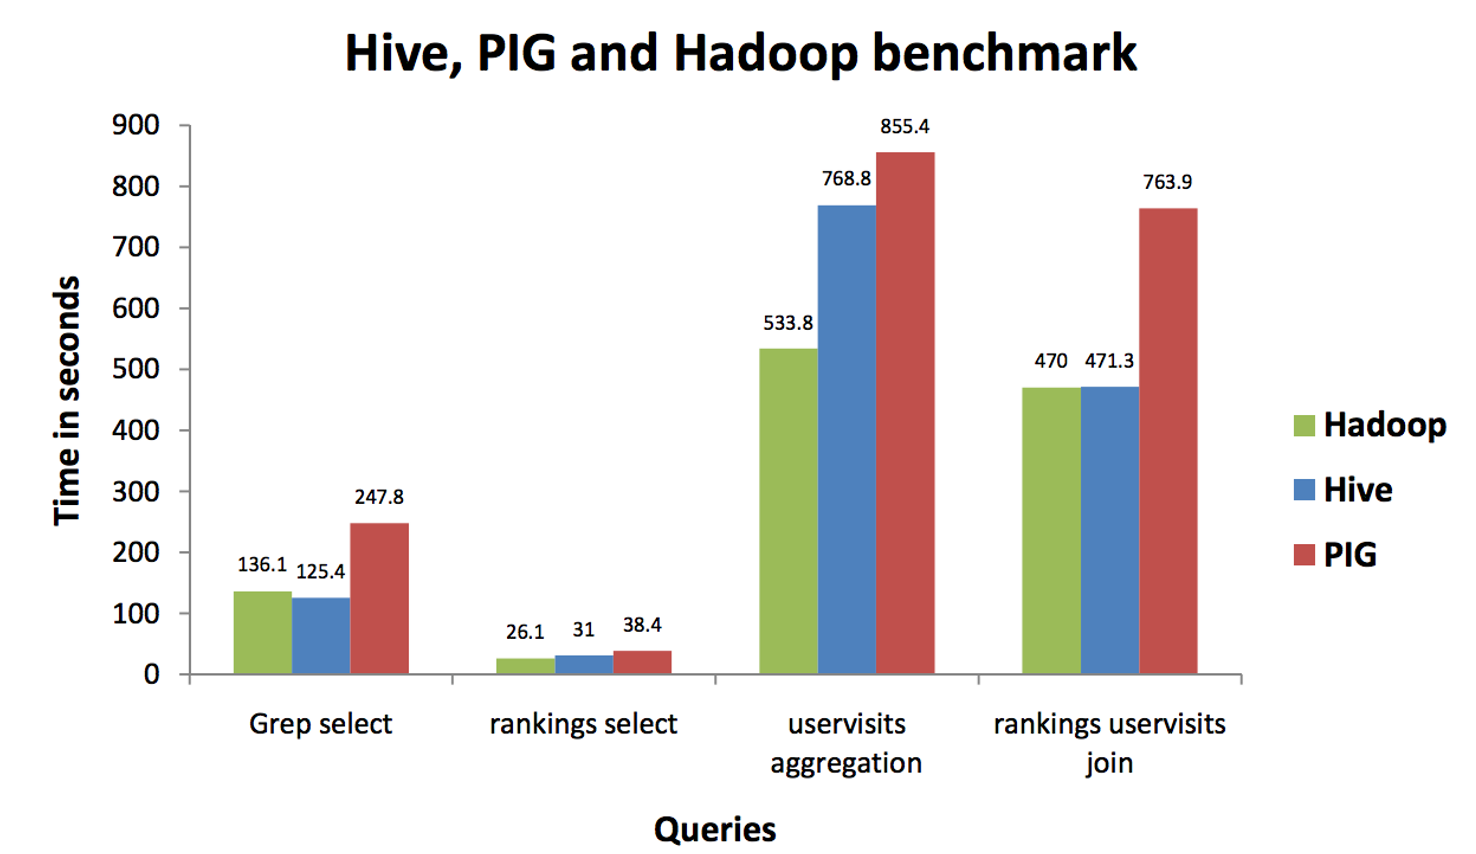 Hive, PIG and Hadoop benchmark
Time in seconds
900
800
700
600
500
400
300
200
100
0
136.1
125.4
247.8
26.1
31
38.4
533.8
768.8
855.4
470
471.3
763.9
Grep select
rankings select
uservisits
aggregation
rankings uservisits
join
Queries
Hadoop
Hive
PIG